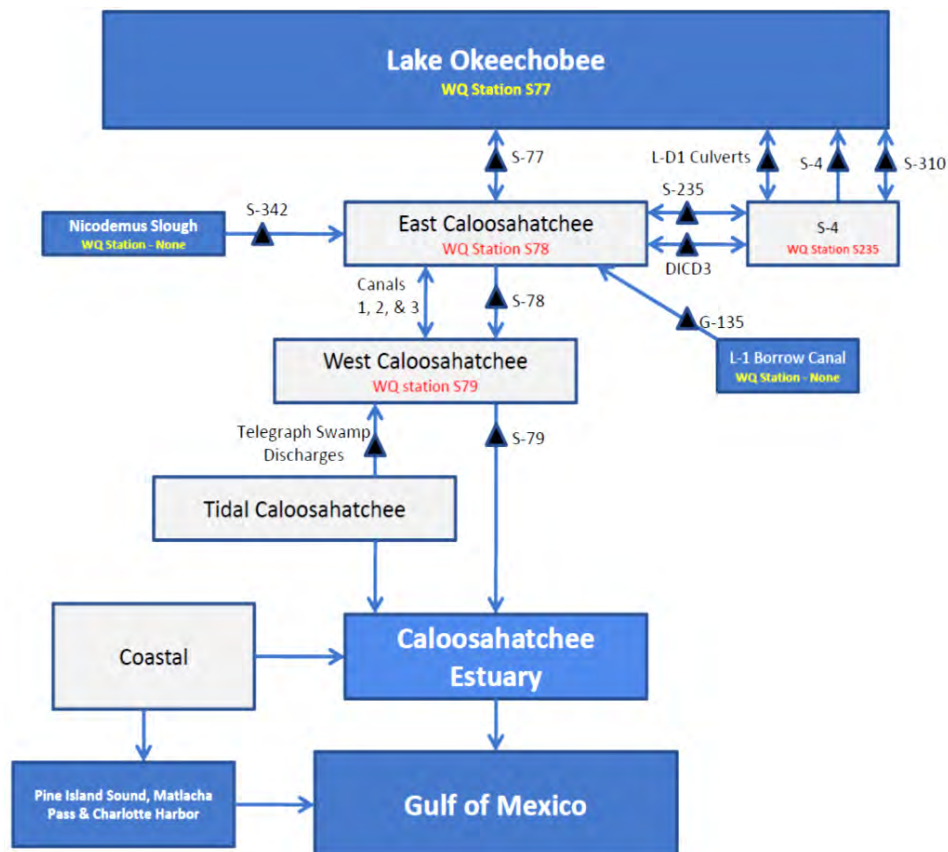 Lake Okeechobee
WQ Station S77
S-77
L-D1 Culverts
S-4
S-310
S-235
S-342
Nicodemus Slough
WQ Station - None
East Caloosahatchee
WQ Station S78
S-4
WQ Station S235
DICD3
Canals
1, 2, & 3
S-78
G-135
West Caloosahatchee
WQ station S79
L-1 Borrow Canal
WQ Station - None
Telegraph Swamp
Discharges
S-79
Tidal Caloosahatchee
Coastal
Caloosahatchee
Estuary
Pine Island Sound, Matlacha
Pass & Charlotte Harbor
Gulf of Mexico